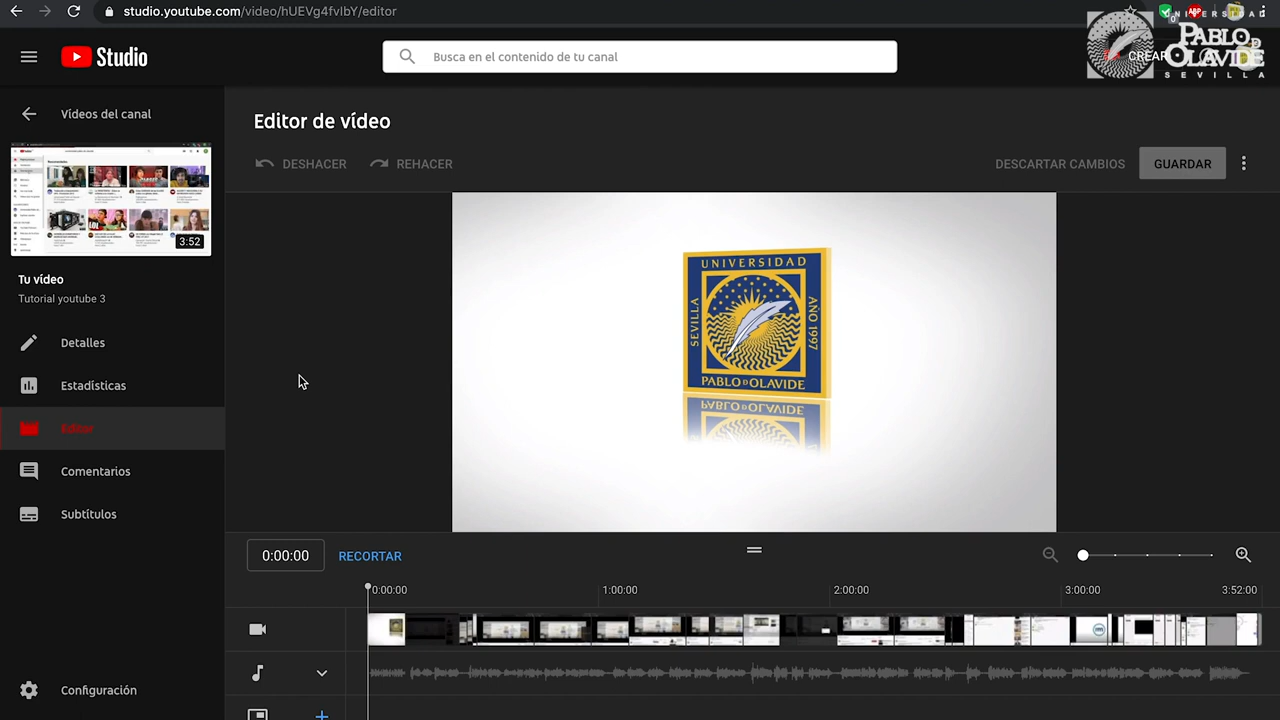 studio.youtube.com/video/hUEVg4fvIbY/editor
UNIVERSIDAD
PABLO D
OLAVIDE
SEVILLA
Studio
Busca en el contenido de tu canal
CREAR
Vídeos del canal
3:52
Tu vídeo
Tutorial youtube 3
Detalles
Estadísticas
Editor
Comentarios
Subtítulos
Configuración
Editor de vídeo
DESHACER
REHACER
DESCARTAR CAMBIOS
GUARDAR
UNIVERSIDAD
SEVILLA
AÑO 1997
PABLO D OLAVIDE
0:00:00
RECORTAR
0:00:00
1:00:00
2:00:00
3:00:00
3:52:00